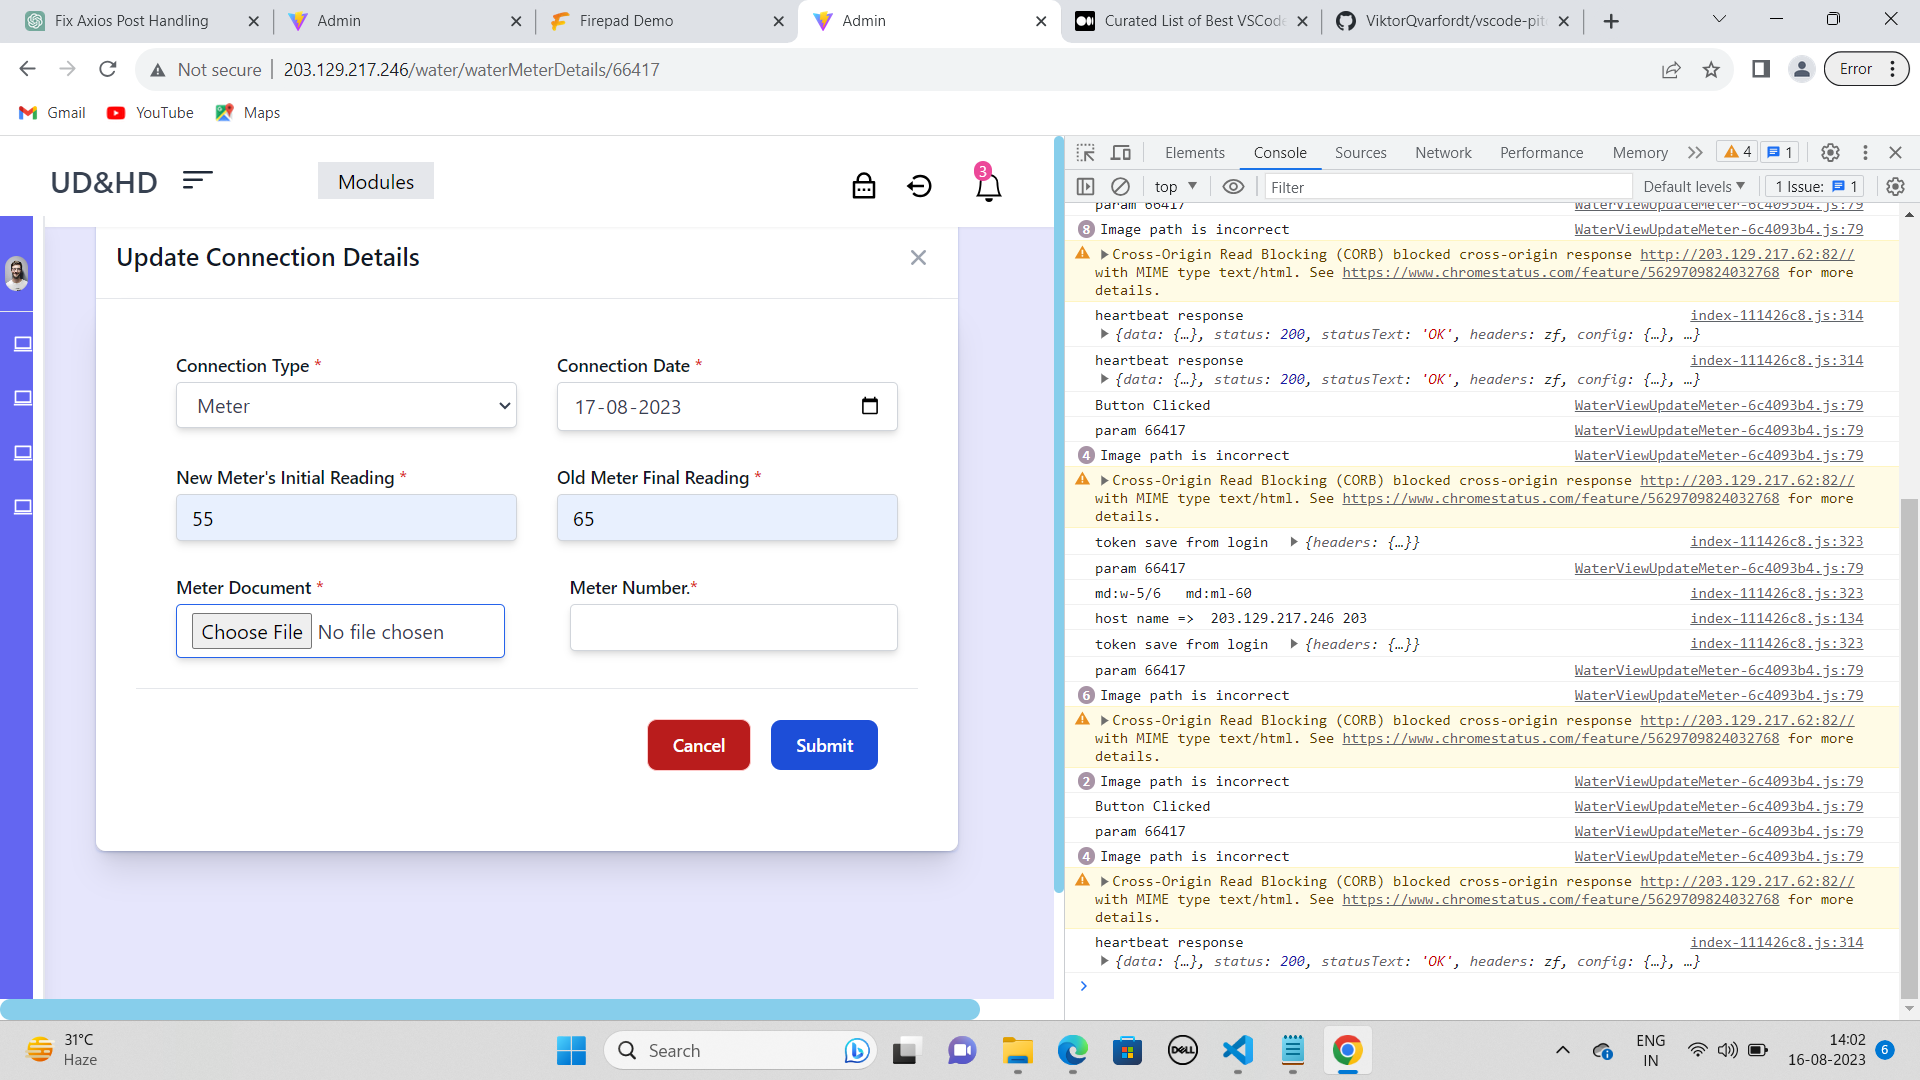 Fix Axios Post Handling
Admin
Firepad Demo
Admin
Curated List of Best VSCode
ViktorQvarfordt/vscode-pit
Not secure
203.129.217.246/water/waterMeterDetails/66417
Error
Gmail
YouTube
Maps
UD&HD
Modules
3
Update Connection Details
Connection Type *
Connection Date *
Meter
17-08-2023
New Meter's Initial Reading *
Old Meter Final Reading *
55
65
Meter Document *
Meter Number.*
Choose File No file chosen
Cancel
Submit
Elements
Console
Sources
Network
Performance
Memory
4
1
top
Filter
Default levels
1 Issue: 1
param 66417 WaterViewUpdateMeter-6c4093b4.js:79
8 Image path is incorrect WaterViewUpdateMeter-6c4093b4.js:79
Cross-Origin Read Blocking (CORB) blocked cross-origin response http://203.129.217.62:82//
with MIME type text/html. See https://www.chromestatus.com/feature/5629709824032768 for more
details.
heartbeat response index-111426c8.js:314
{data: {…}, status: 200, statusText: 'OK', headers: zf, config: {…}, …}
heartbeat response index-111426c8.js:314
{data: {…}, status: 200, statusText: 'OK', headers: zf, config: {…}, …}
Button Clicked WaterViewUpdateMeter-6c4093b4.js:79
param 66417 WaterViewUpdateMeter-6c4093b4.js:79
4 Image path is incorrect WaterViewUpdateMeter-6c4093b4.js:79
Cross-Origin Read Blocking (CORB) blocked cross-origin response http://203.129.217.62:82//
with MIME type text/html. See https://www.chromestatus.com/feature/5629709824032768 for more
details.
token save from login {headers: {…}} index-111426c8.js:323
param 66417 WaterViewUpdateMeter-6c4093b4.js:79
md:w-5/6 md:ml-60 index-111426c8.js:323
host name => 203.129.217.246 203 index-111426c8.js:134
token save from login {headers: {…}} index-111426c8.js:323
param 66417 WaterViewUpdateMeter-6c4093b4.js:79
6 Image path is incorrect WaterViewUpdateMeter-6c4093b4.js:79
Cross-Origin Read Blocking (CORB) blocked cross-origin response http://203.129.217.62:82//
with MIME type text/html. See https://www.chromestatus.com/feature/5629709824032768 for more
details.
2 Image path is incorrect WaterViewUpdateMeter-6c4093b4.js:79
Button Clicked WaterViewUpdateMeter-6c4093b4.js:79
param 66417 WaterViewUpdateMeter-6c4093b4.js:79
4 Image path is incorrect WaterViewUpdateMeter-6c4093b4.js:79
Cross-Origin Read Blocking (CORB) blocked cross-origin response http://203.129.217.62:82//
with MIME type text/html. See https://www.chromestatus.com/feature/5629709824032768 for more
details.
heartbeat response index-111426c8.js:314
{data: {…}, status: 200, statusText: 'OK', headers: zf, config: {…}, …}
31°C
Haze
Search
DELL
ENG
IN
14:02
16-08-2023
6